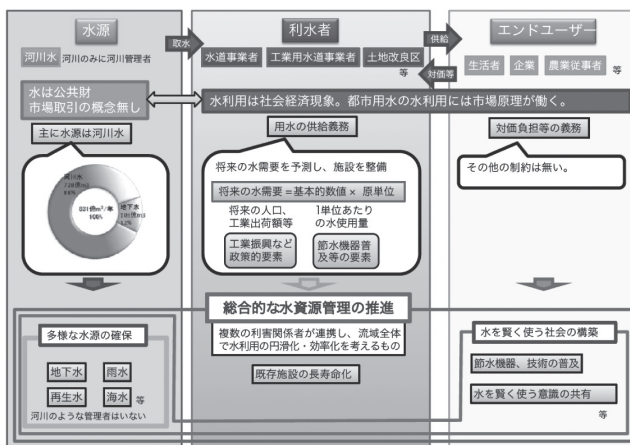 水源
河川水
河川のみに河川管理者
取水
利水者
水道事業者
工業用水道事業者
土地改良区
等
供給
対価等
エンドユーザー
生活者
企業
農業従事者
等
水は公共財
市場取引の概念無し
水利用は社会経済現象。都市用水の水利用には市場原理が働く。
主に水源は河川水
河川水
地下水
100%
用水の供給義務
将来の水需要を予測し、施設を整備
将来の水需要 =基本的数値 × 原単位
将来の人口、
工業出荷額等
1単位あたり
の水使用量
工業振興など
政策的要素
節水機器普
及等の要素
対価負担等の義務
その他の制約は無い。
総合的な水資源管理の推進
複数の利害関係者が連携し、流域全体
で水利用の円滑化・効率化を考えるもの
既存施設の長寿命化
多様な水源の確保
地下水
雨水
再生水
海水
等
河川のような管理者はいない
水を賢く使う社会の構築
節水機器、技術の普及
水を賢く使う意識の共有
等